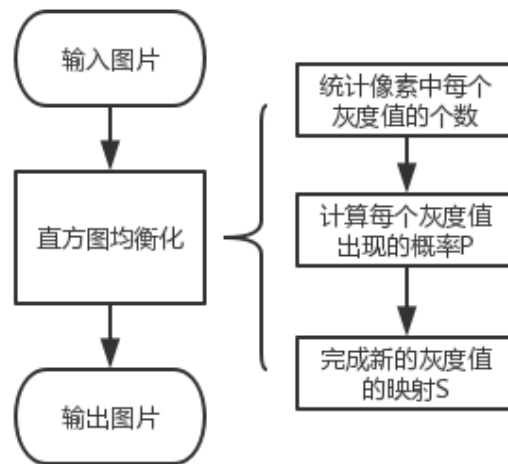 输入图片
直方图均衡化
输出图片
统计像素中每个
灰度值的个数
计算每个灰度值
出现的概率P
完成新的灰度值
的映射S